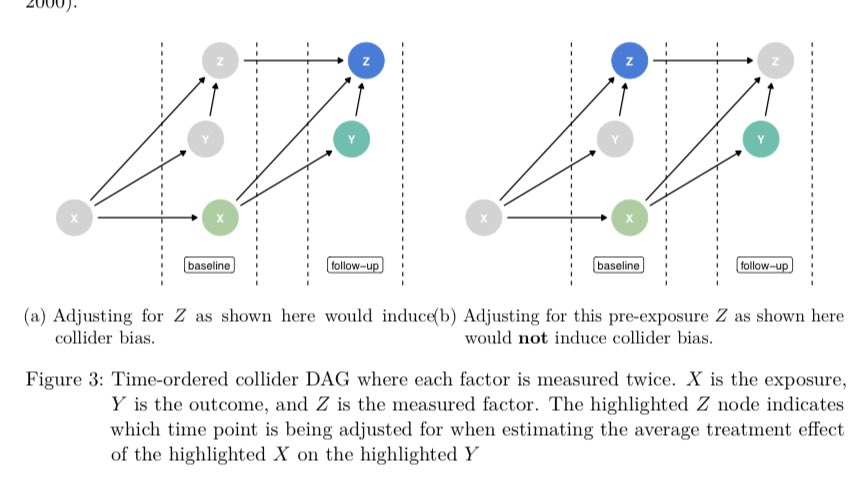 2000).
Z
Z
Y
Y
X
X
baseline
follow–up
Z
Z
Y
Y
X
X
baseline
follow–up
(a) Adjusting for Z as shown here would induce
collider bias.
(b) Adjusting for this pre-exposure Z as shown here
would not induce collider bias.
Figure 3: Time-ordered collider DAG where each factor is measured twice. X is the exposure,
Y is the outcome, and Z is the measured factor. The highlighted Z node indicates
which time point is being adjusted for when estimating the average treatment effect
of the highlighted X on the highlighted Y